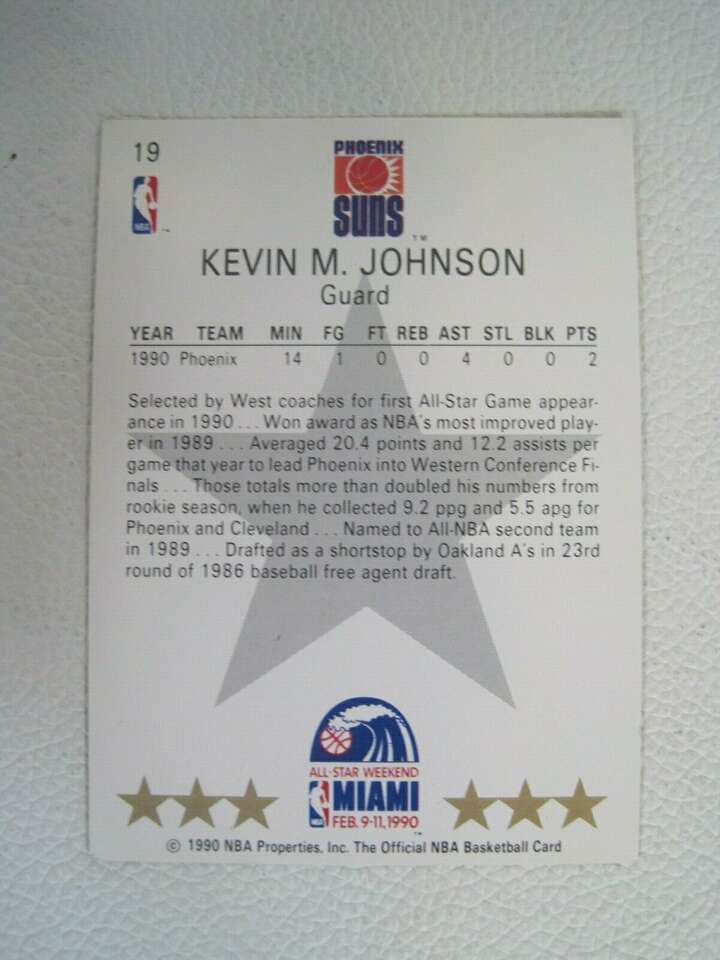 19
PHOENIX
SUNS
TM
NBA
KEVIN M. JOHNSON
Guard
YEAR TEAM MIN FG FT REB AST STL BLK PTS
1990 Phoenix 14 1 0 0 4 0 0 2
Selected by West coaches for first All-Star Game appear-
ance in 1990 . . . Won award as NBA's most improved play-
er in 1989 . . . Averaged 20.4 points and 12.2 assists per
game that year to lead Phoenix into Western Conference Fi-
nals . . . Those totals more than doubled his numbers from
rookie season, when he collected 9.2 ppg and 5.5 apg for
Phoenix and Cleveland . . . Named to All-NBA second team
in 1989 . . . Drafted as a shortstop by Oakland A's in 23rd
round of 1986 baseball free agent draft.
ALL-STAR WEEKEND
NBA MIAMI
FEB. 9-11, 1990
© 1990 NBA Properties, Inc. The Official NBA Basketball Card